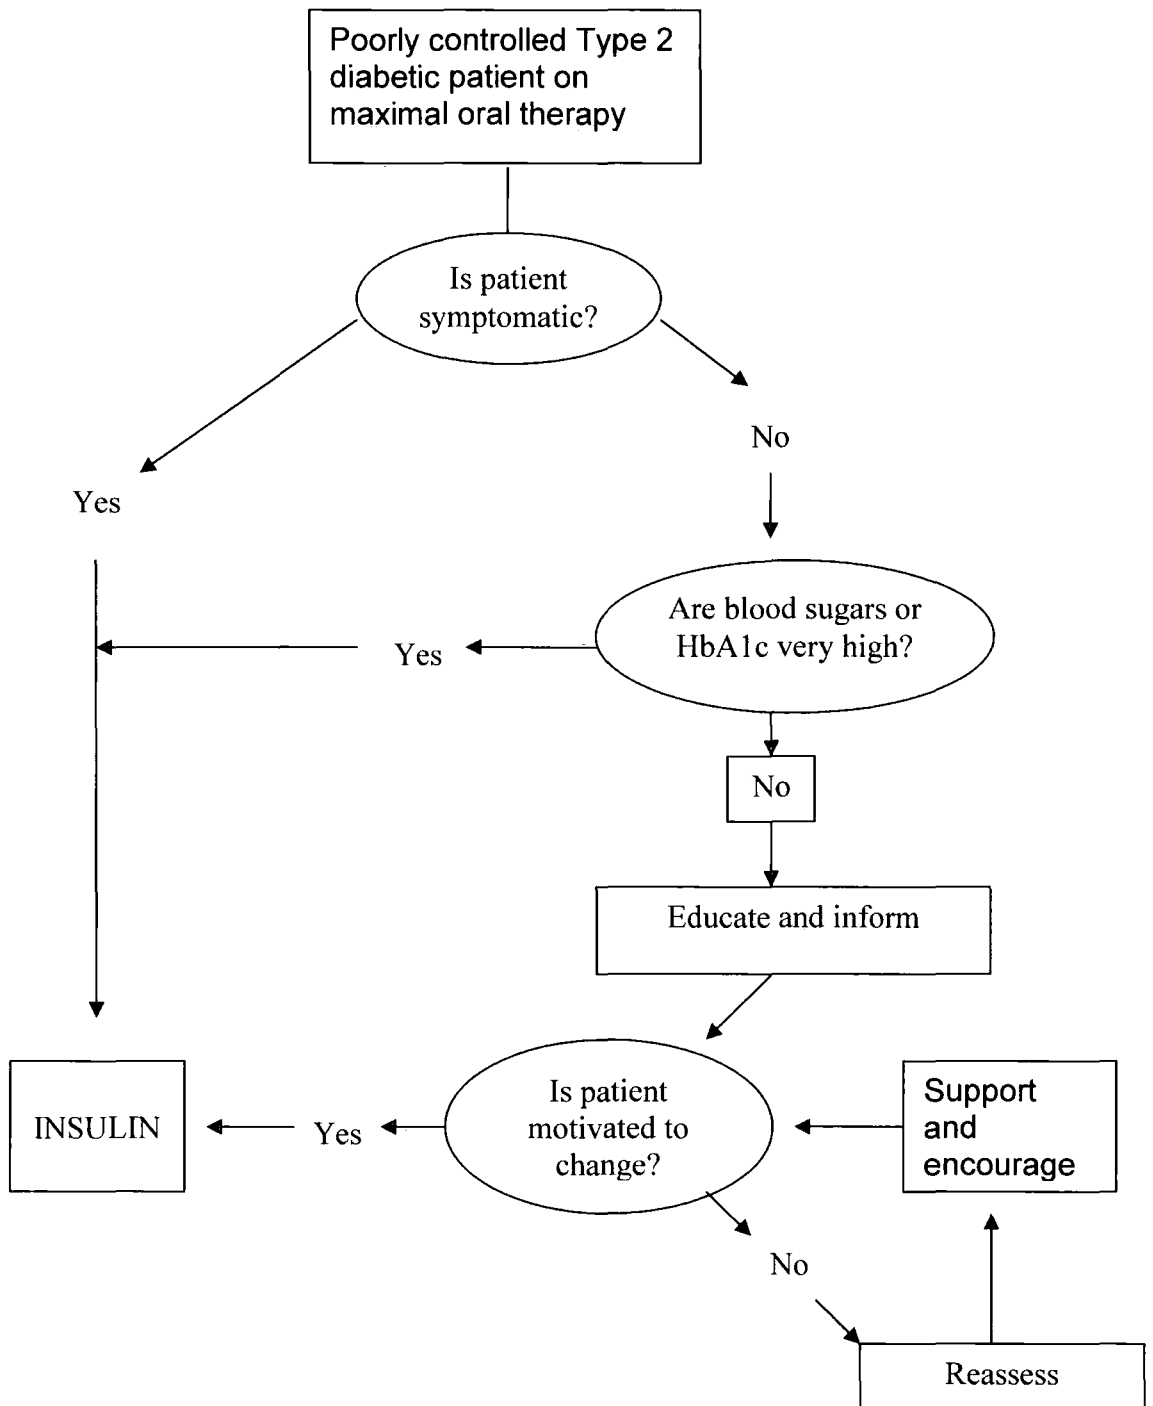 Poorly controlled Type 2
diabetic patient on
maximal oral therapy
Is patient
symptomatic?
No
Yes
Are blood sugars or
HbA1c very high?
Yes
No
Educate and inform
Is patient
motivated to
change?
Yes
INSULIN
Support
and
encourage
No
Reassess